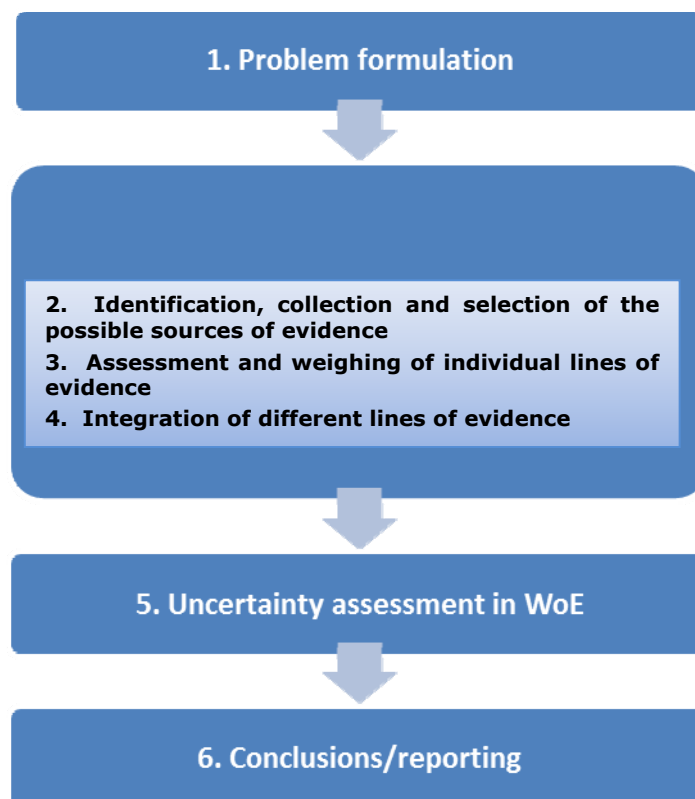 1. Problem formulation
2. Identification, collection and selection of the
possible sources of evidence
3. Assessment and weighing of individual lines of
evidence
4. Integration of different lines of evidence
5. Uncertainty assessment in WoE
6. Conclusions/reporting